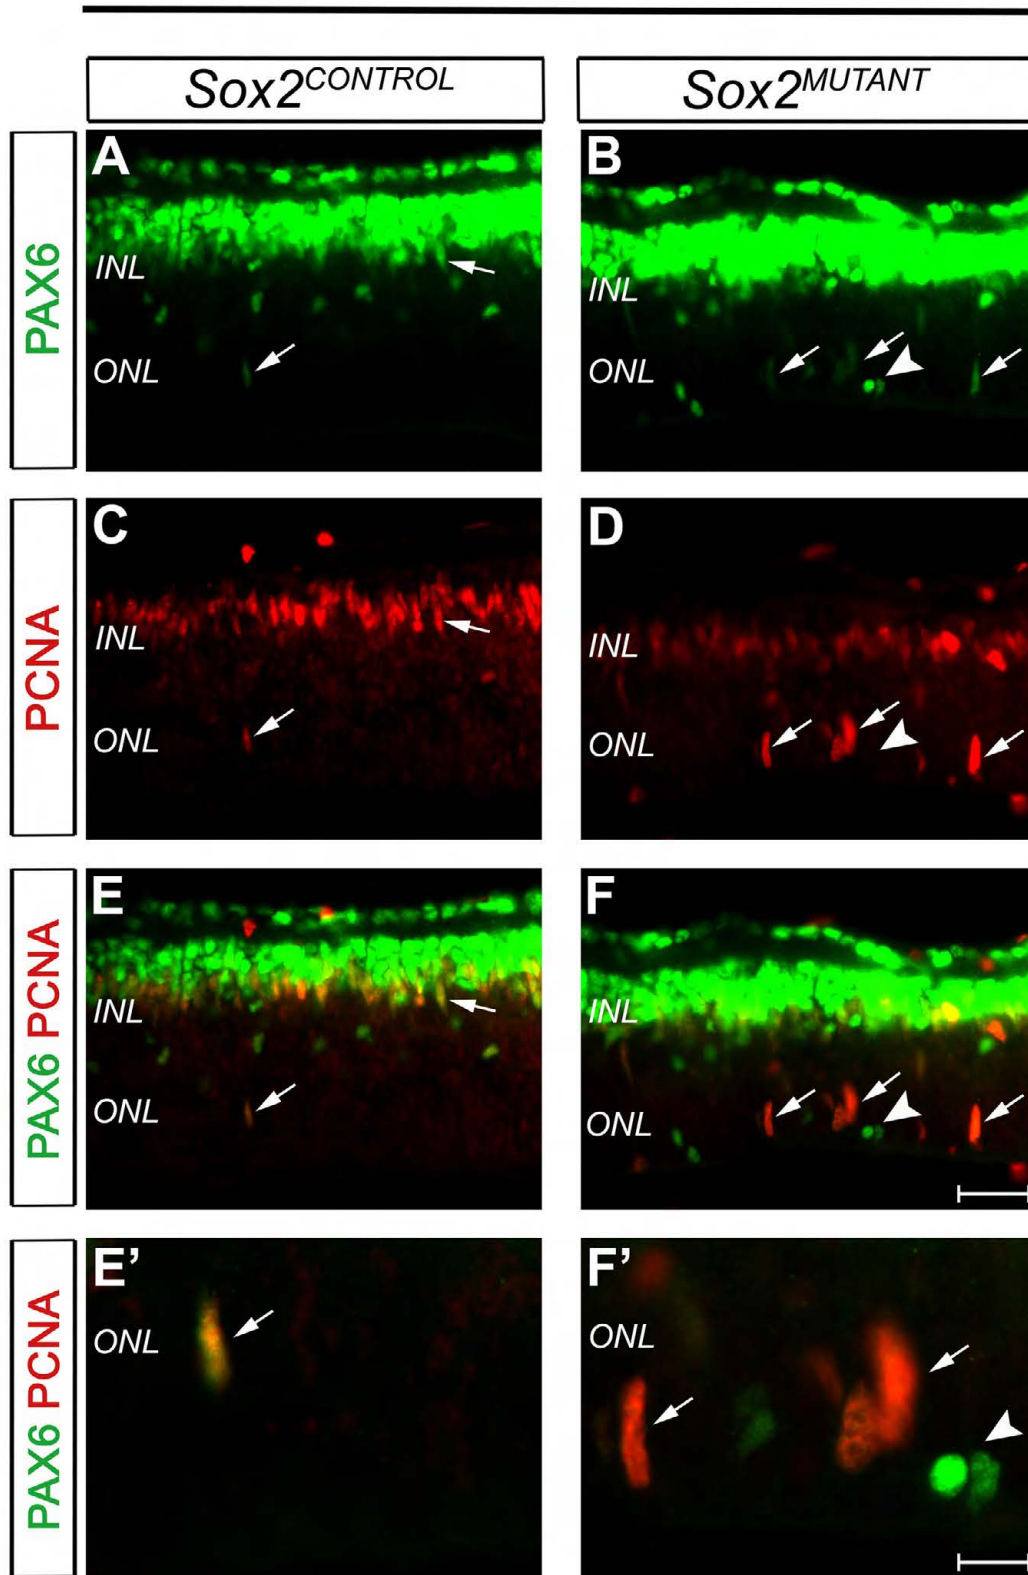 Sox2CONTROL
Sox2MUTANT
PAX6
A
INL
ONL
B
INL
ONL
PCNA
C
INL
ONL
D
INL
ONL
PAX6 PCNA
E
INL
ONL
F
INL
ONL
PAX6 PCNA
E’
ONL
F’
ONL